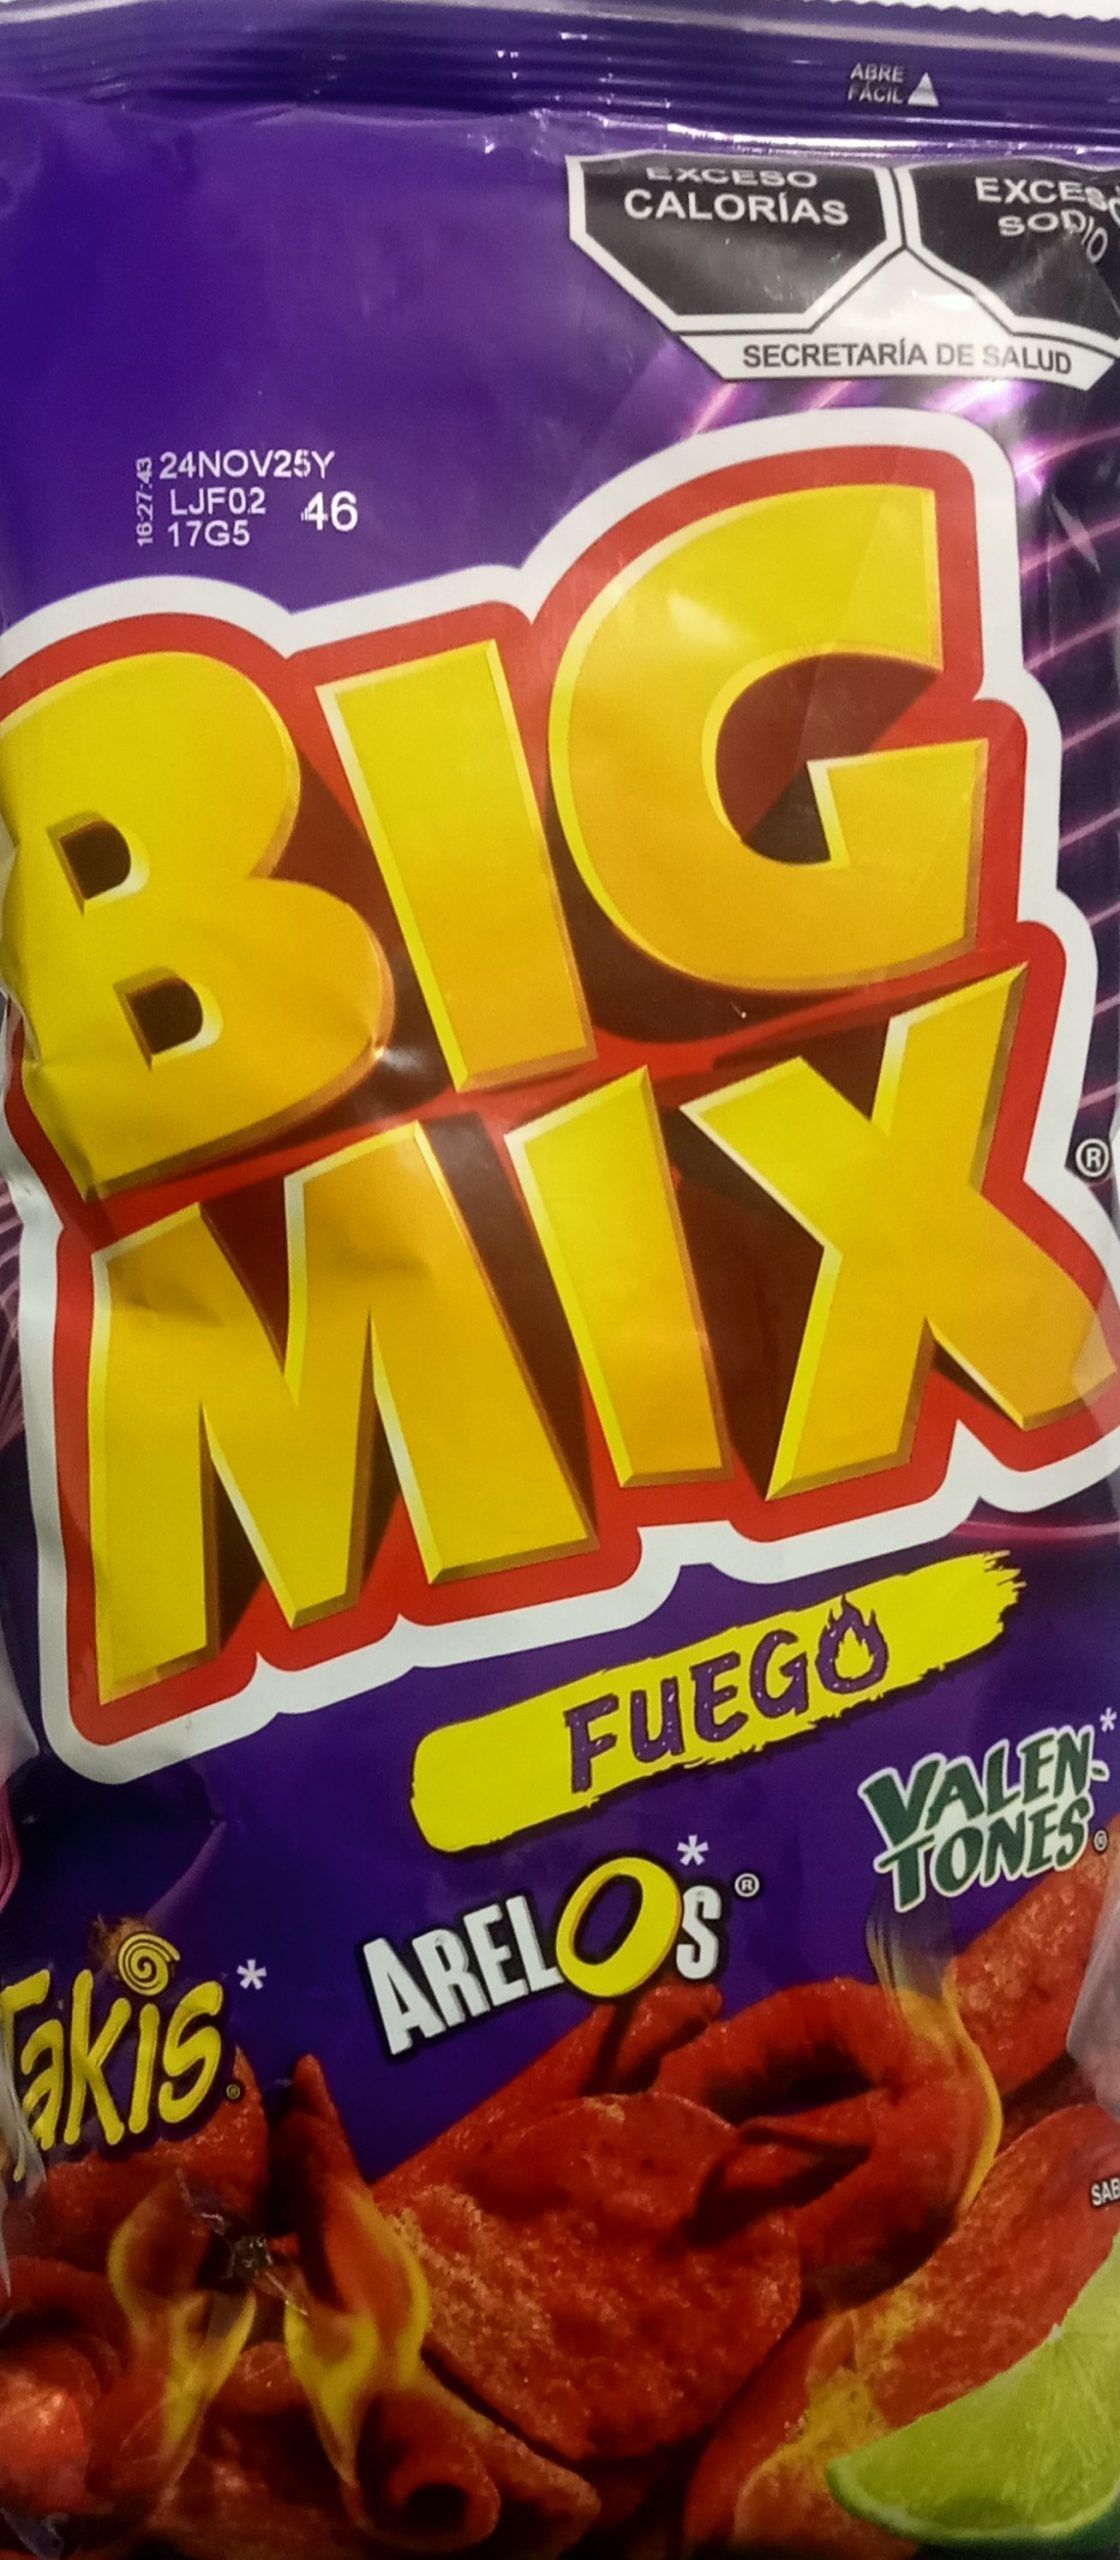 ABRE
FÁCIL
EXCESO
CALORÍAS
EXCESO
SODIO
SECRETARÍA DE SALUD
16:27:43
24NOV25Y
LJF02 46
17G5
BIG
MIX
®
FUEGO
VALEN-
TONES*
®
ARELOS*®
Takis*
®
SAB